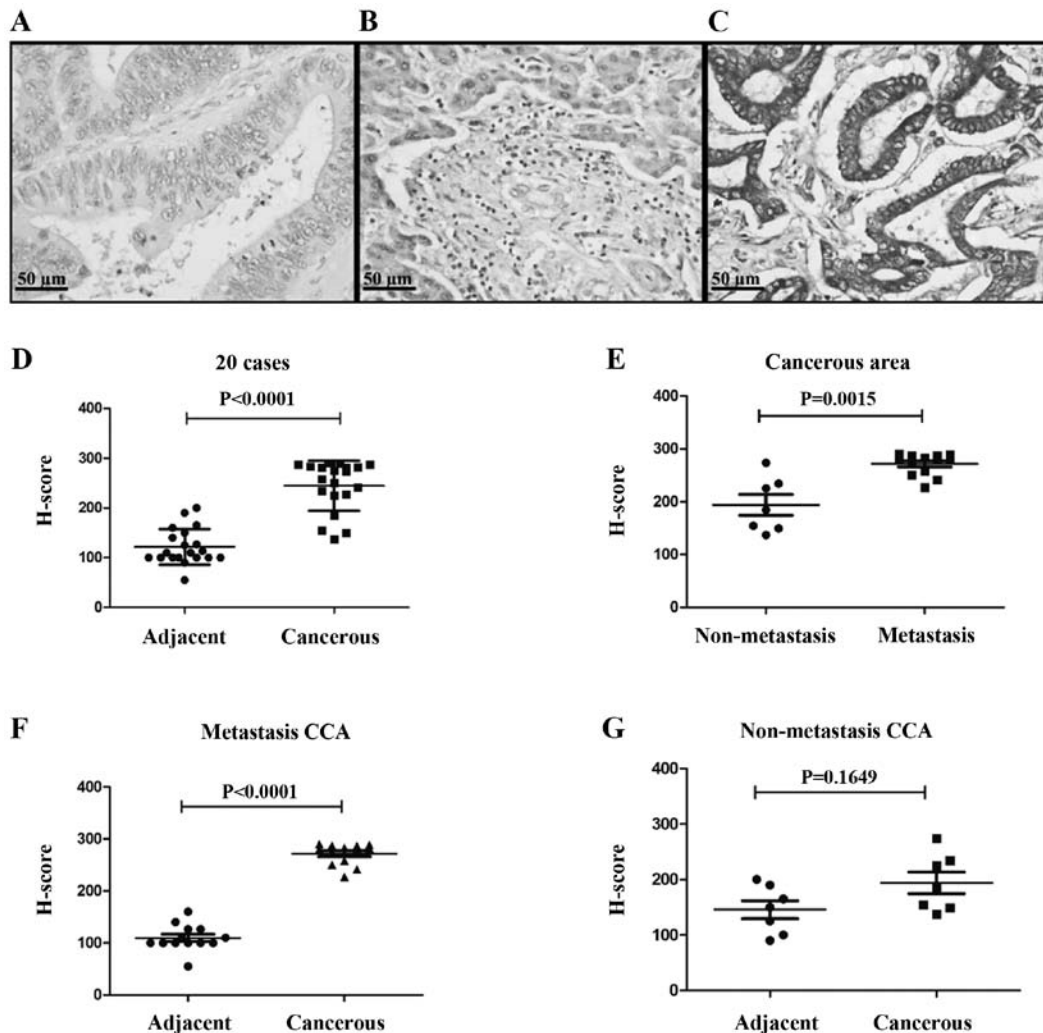 A
B
C
50 µm
50 µm
50 µm
D
20 cases
P<0.0001
H-score
400
300
200
100
0
Adjacent
Cancerous
E
Cancerous area
P=0.0015
H-score
400
300
200
100
0
Non-metastasis
Metastasis
F
Metastasis CCA
P<0.0001
H-score
400
300
200
100
0
Adjacent
Cancerous
G
Non-metastasis CCA
P=0.1649
H-score
400
300
200
100
0
Adjacent
Cancerous